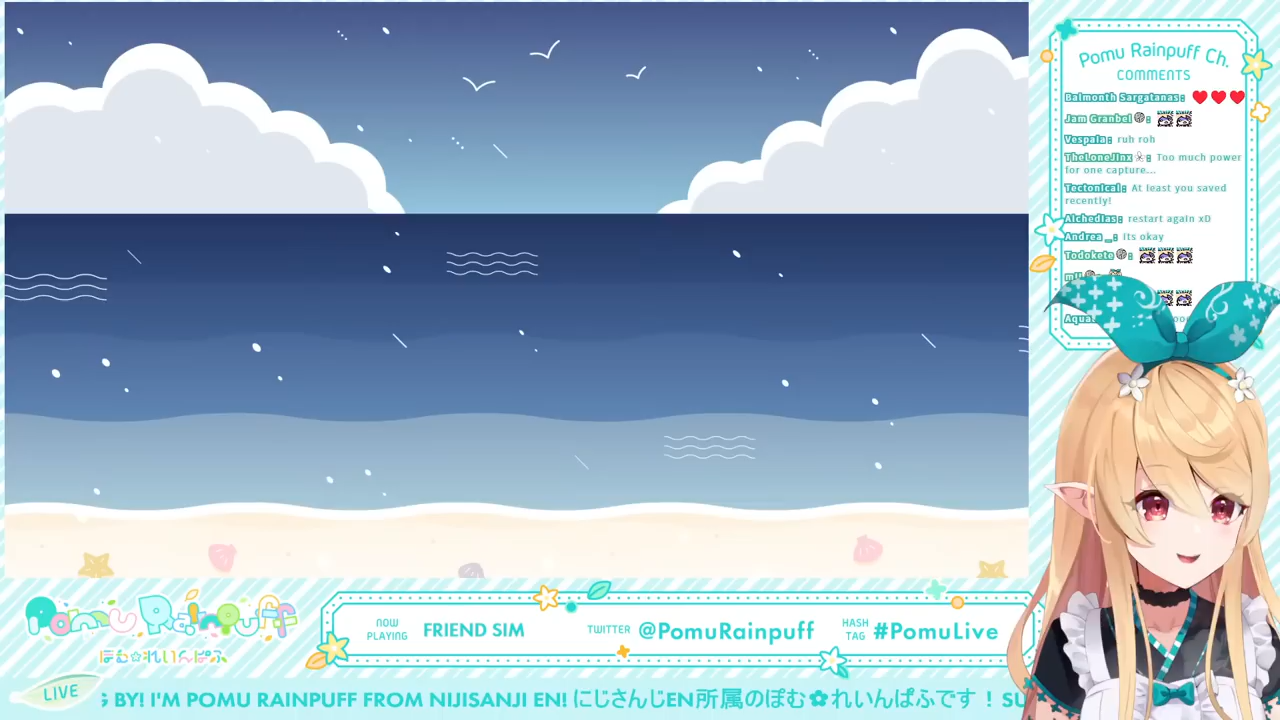 Pomu Rainpuff Ch.
COMMENTS
Balmonth Sargatanas:
Jam Granbel:
Vespala: ruh roh
TheLoneJinx: Too much power
for one capture...
Tectonical: At least you saved
recently!
Alchedias: restart again xD
Andrea _: Its okay
Todokete:
Aqua
Pomu Rainpuff
ぽむ✿れいんぱふ
LIVE
NOW
PLAYING
FRIEND SIM
TWITTER
@PomuRainpuff
HASH
TAG
#PomuLive
BY! I'M POMU RAINPUFF FROM NIJISANJI EN! にじさんじEN所属のぽむ✿れいんぱふです！SU